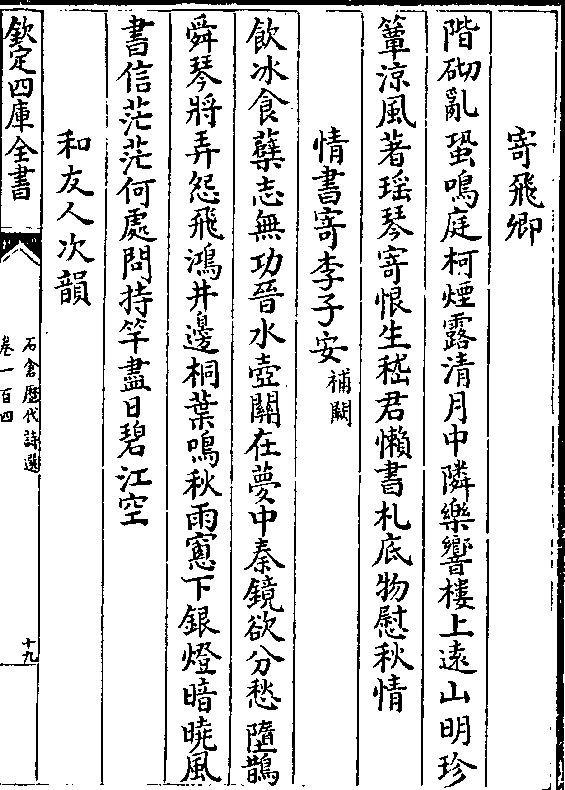 寄飛卿
階砌亂蛩鳴庭柯煙露清月中隣樂響樓上遠山明珍
簟涼風著瑤琴寄恨生嵇君懶書札底物慰秋情
情書寄李子安補闕
飲冰食蘗志無功晉水壺關在夢中秦鏡欲分愁墮鵲
舜琴將弄怨飛鴻井邊桐葉鳴秋雨窻下銀燈暗曉風
書信茫茫何處問持竿盡日碧江空
和友人次韻
欽定四庫全書
石倉歷代詩選
卷一百四
十九